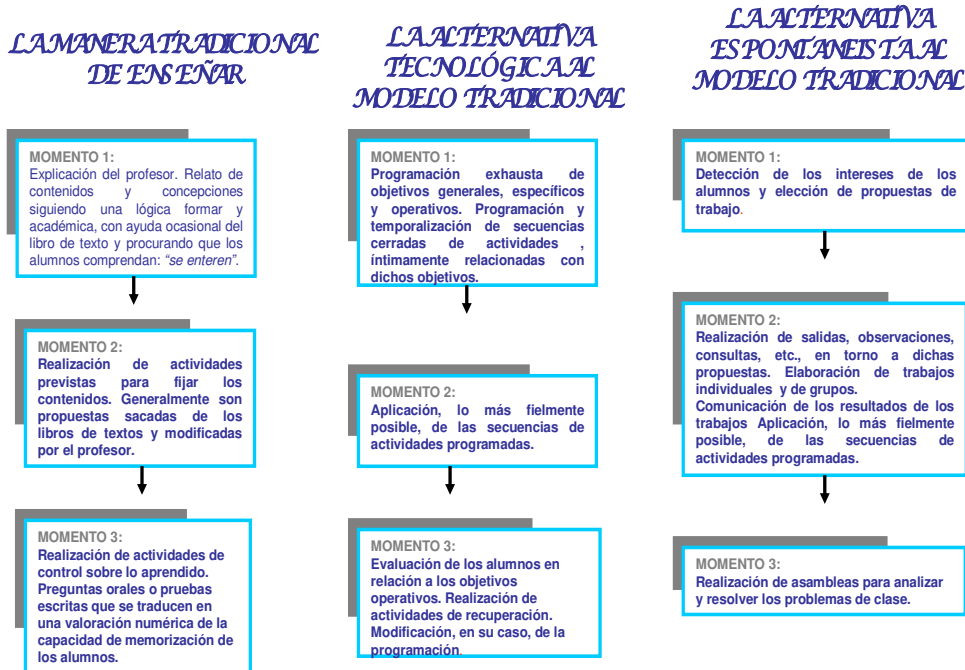 LA MANERA TRADICIONAL
DE ENSEÑAR
MOMENTO 1:
Explicación del profesor. Relato de
contenidos y concepciones
siguiendo una lógica formar y
académica, con ayuda ocasional del
libro de texto y procurando que los
alumnos comprendan: “se enteren”.
MOMENTO 2:
Realización de actividades
previstas para fijar los
contenidos. Generalmente son
propuestas sacadas de los
libros de textos y modificadas
por el profesor.
MOMENTO 3:
Realización de actividades de
control sobre lo aprendido.
Preguntas orales o pruebas
escritas que se traducen en
una valoración numérica de la
capacidad de memorización de
los alumnos.
LA ALTERNATIVA
TECNOLÓGICA AL
MODELO TRADICIONAL
MOMENTO 1:
Programación exhausta de
objetivos generales, específicos
y operativos. Programación y
temporalización de secuencias
cerradas de actividades ,
íntimamente relacionadas con
dichos objetivos.
MOMENTO 2:
Aplicación, lo más fielmente
posible, de las secuencias de
actividades programadas.
MOMENTO 3:
Evaluación de los alumnos en
relación a los objetivos
operativos. Realización de
actividades de recuperación.
Modificación, en su caso, de la
programación.
LA ALTERNATIVA
ESPONTANEISTA AL
MODELO TRADICIONAL
MOMENTO 1:
Detección de los intereses de los
alumnos y elección de propuestas de
trabajo.
MOMENTO 2:
Realización de salidas, observaciones,
consultas, etc., en torno a dichas
propuestas. Elaboración de trabajos
individuales y de grupos.
Comunicación de los resultados de los
trabajos Aplicación, lo más fielmente
posible, de las secuencias de
actividades programadas.
MOMENTO 3:
Realización de asambleas para analizar
y resolver los problemas de clase.